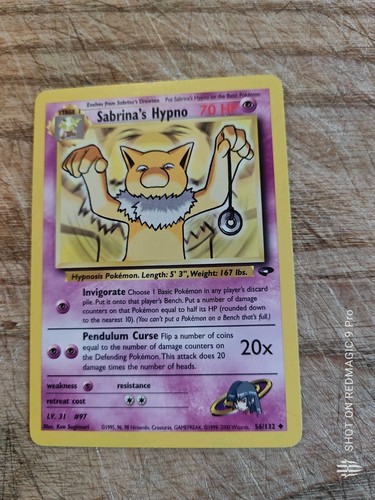 Evolves from Sabrina's Drowzee Put Sabrina's Hypno on the Basic Pokémon
STAGE 1
Sabrina's Hypno 70 HP
Hypnosis Pokémon. Length: 5' 3", Weight: 167 lbs.
Invigorate Choose 1 Basic Pokémon in any player's discard
pile. Put it onto that player's Bench. Put a number of damage
counters on that Pokémon equal to half its HP (rounded down
to the nearest 10). (You can't put a Pokémon on a Bench that's full.)
Pendulum Curse Flip a number of coins
equal to the number of damage counters on
the Defending Pokémon. This attack does 20
damage times the number of heads.
20x
weakness resistance
retreat cost
LV. 31 #97
Illus. Ken Sugimori ©1995, 96, 98 Nintendo, Creatures, GAMEFREAK. ©1999-2000 Wizards. 56/132
SHOT ON REDMAGIC 9 Pro